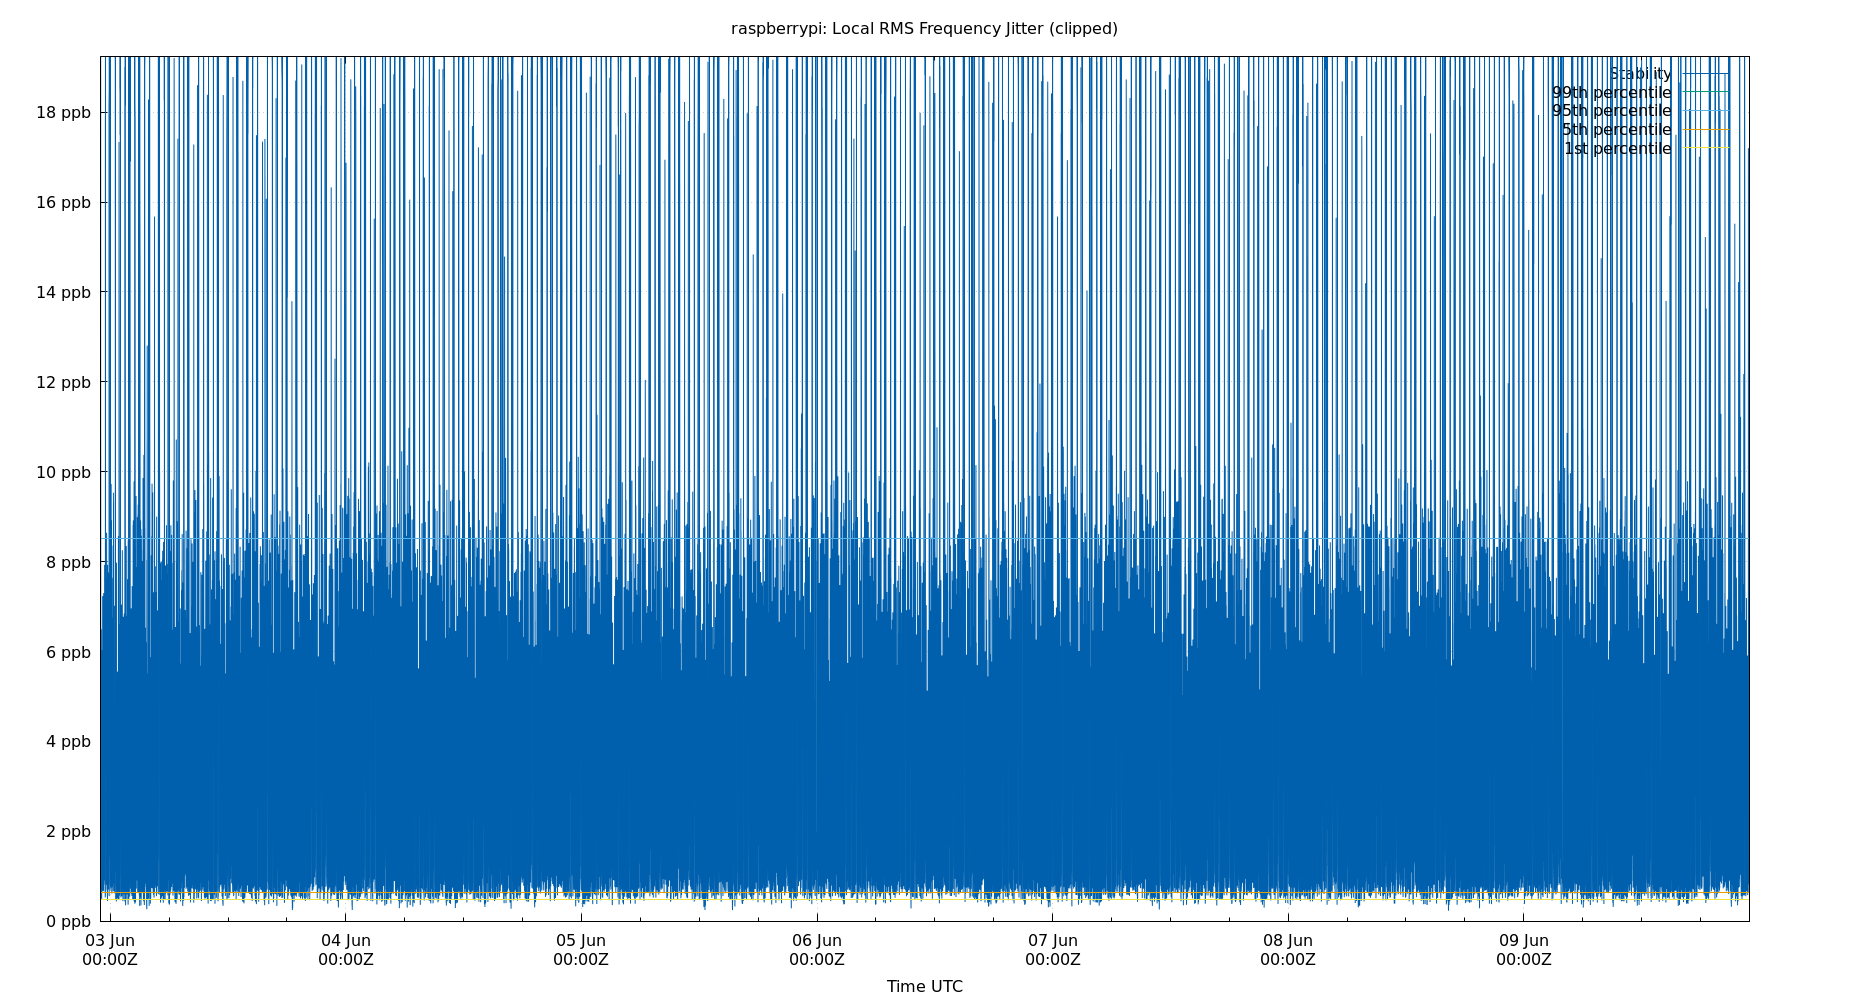 raspberrypi: Local RMS Frequency Jitter (clipped)
Stability
99th percentile
95th percentile
5th percentile
1st percentile
18 ppb
16 ppb
14 ppb
12 ppb
10 ppb
8 ppb
6 ppb
4 ppb
2 ppb
0 ppb
03 Jun 04 Jun 05 Jun 06 Jun 07 Jun 08 Jun 09 Jun
00:00Z 00:00Z 00:00Z 00:00Z 00:00Z 00:00Z 00:00Z
Time UTC